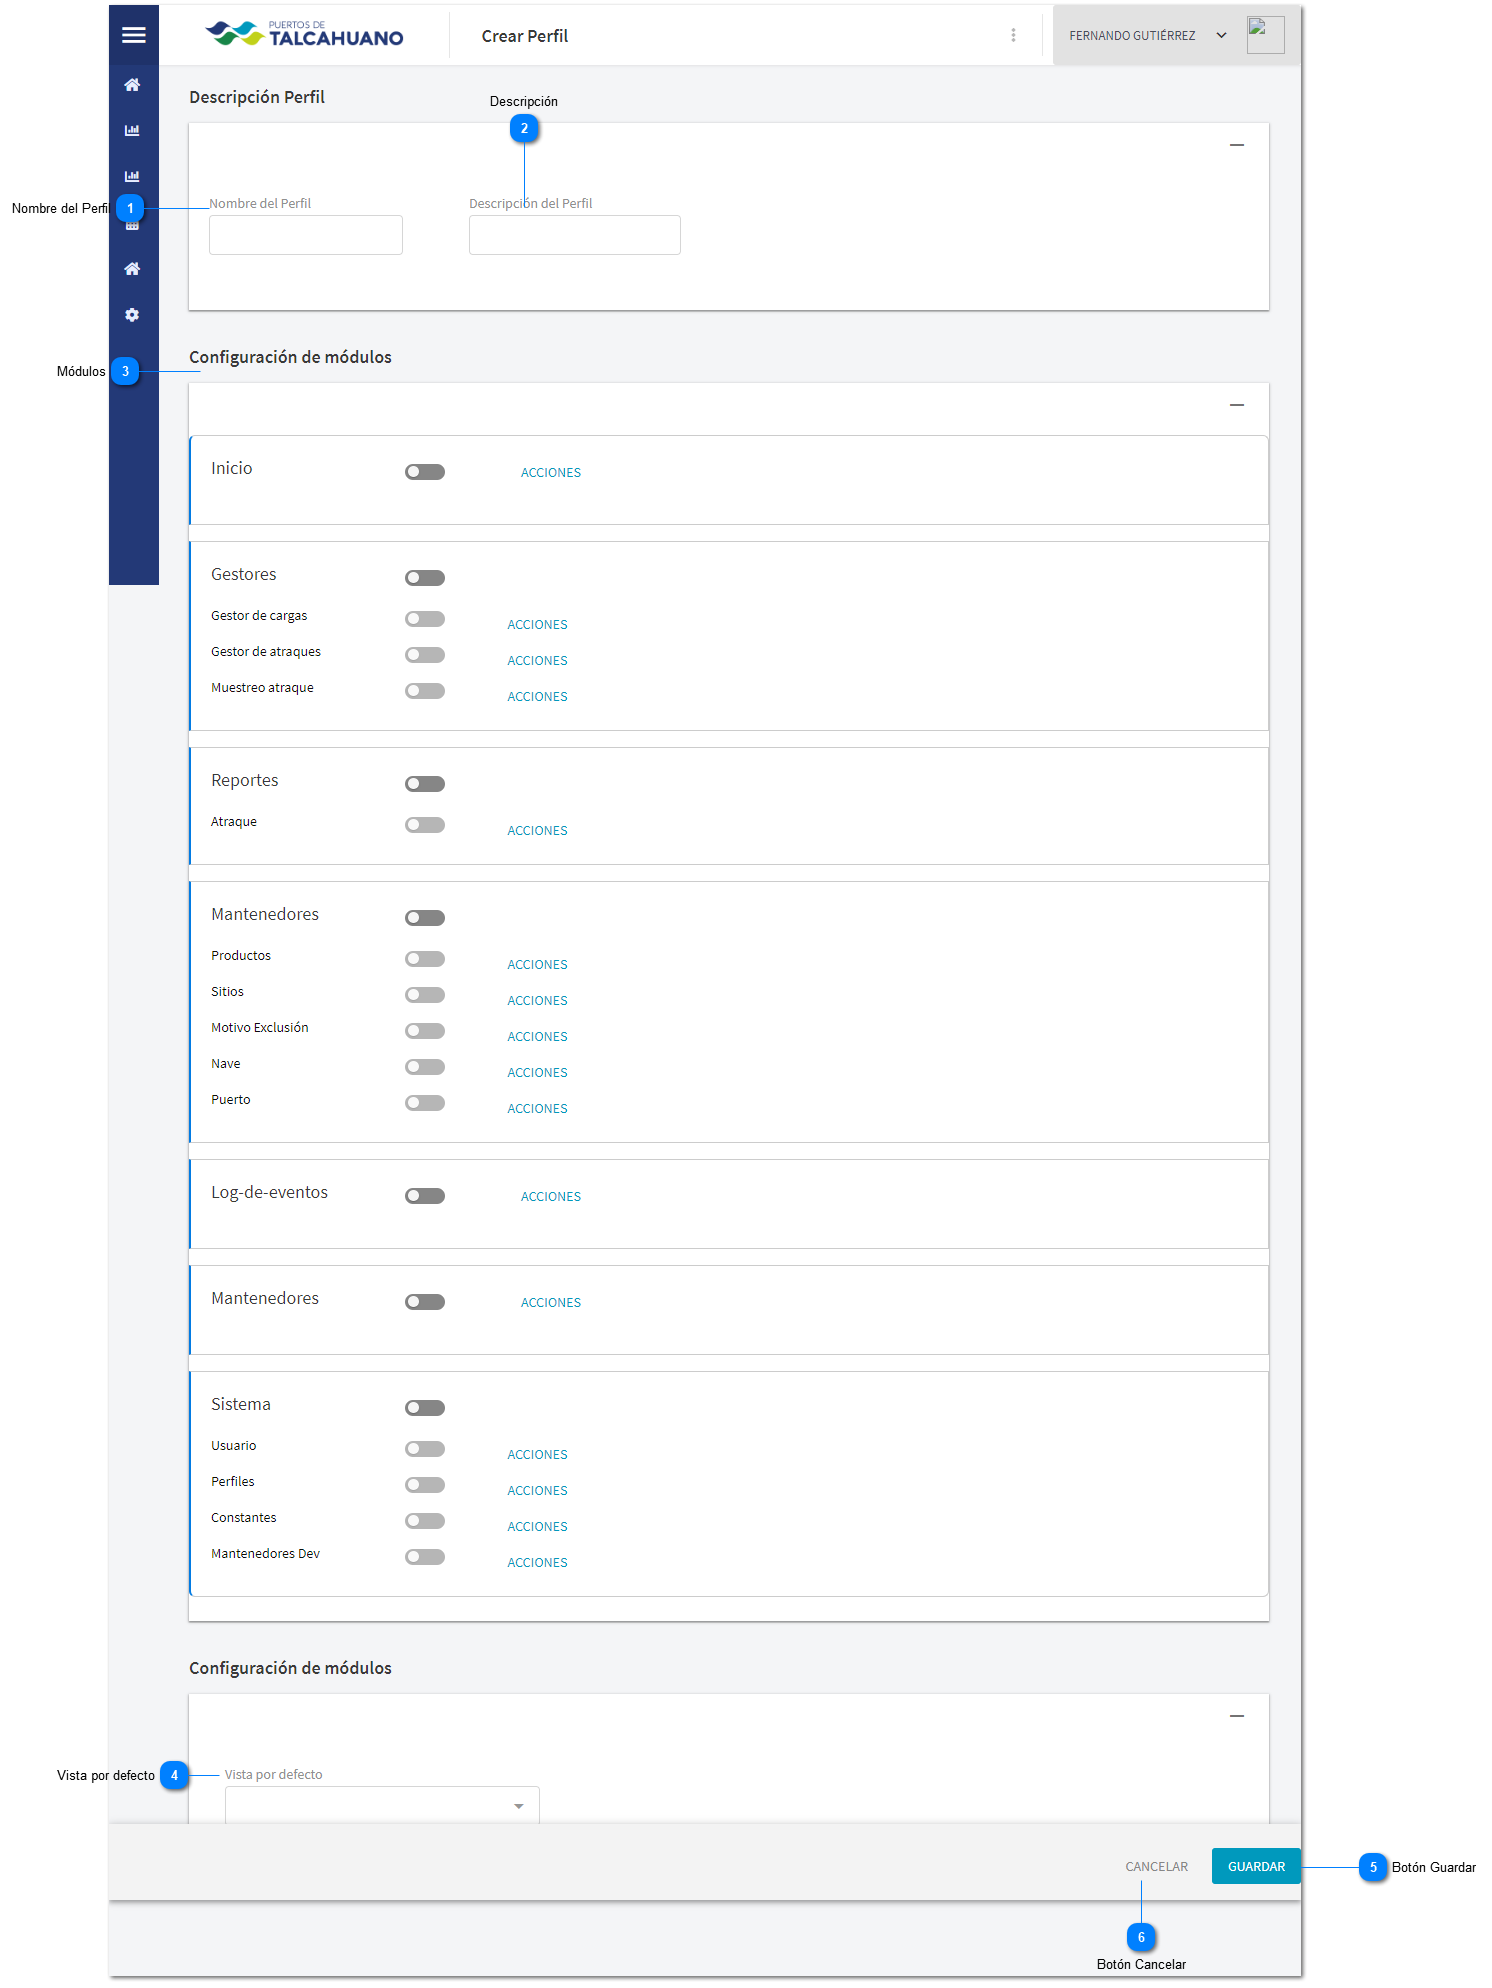 PUERTOS DE
TALCAHUANO
Crear Perfil
FERNANDO GUTIÉRREZ
Descripción Perfil
Descripción
2
Nombre del Perfil
1
Nombre del Perfil
Descripción del Perfil
Configuración de módulos
Módulos
3
Inicio
ACCIONES
Gestores
Gestor de cargas
ACCIONES
Gestor de atraques
ACCIONES
Muestreo atraque
ACCIONES
Reportes
Atraque
ACCIONES
Mantenedores
Productos
ACCIONES
Sitios
ACCIONES
Motivo Exclusión
ACCIONES
Nave
ACCIONES
Puerto
ACCIONES
Log-de-eventos
ACCIONES
Mantenedores
ACCIONES
Sistema
Usuario
ACCIONES
Perfiles
ACCIONES
Constantes
ACCIONES
Mantenedores Dev
ACCIONES
Configuración de módulos
Vista por defecto
4
Vista por defecto
CANCELAR
GUARDAR
5
Botón Guardar
6
Botón Cancelar